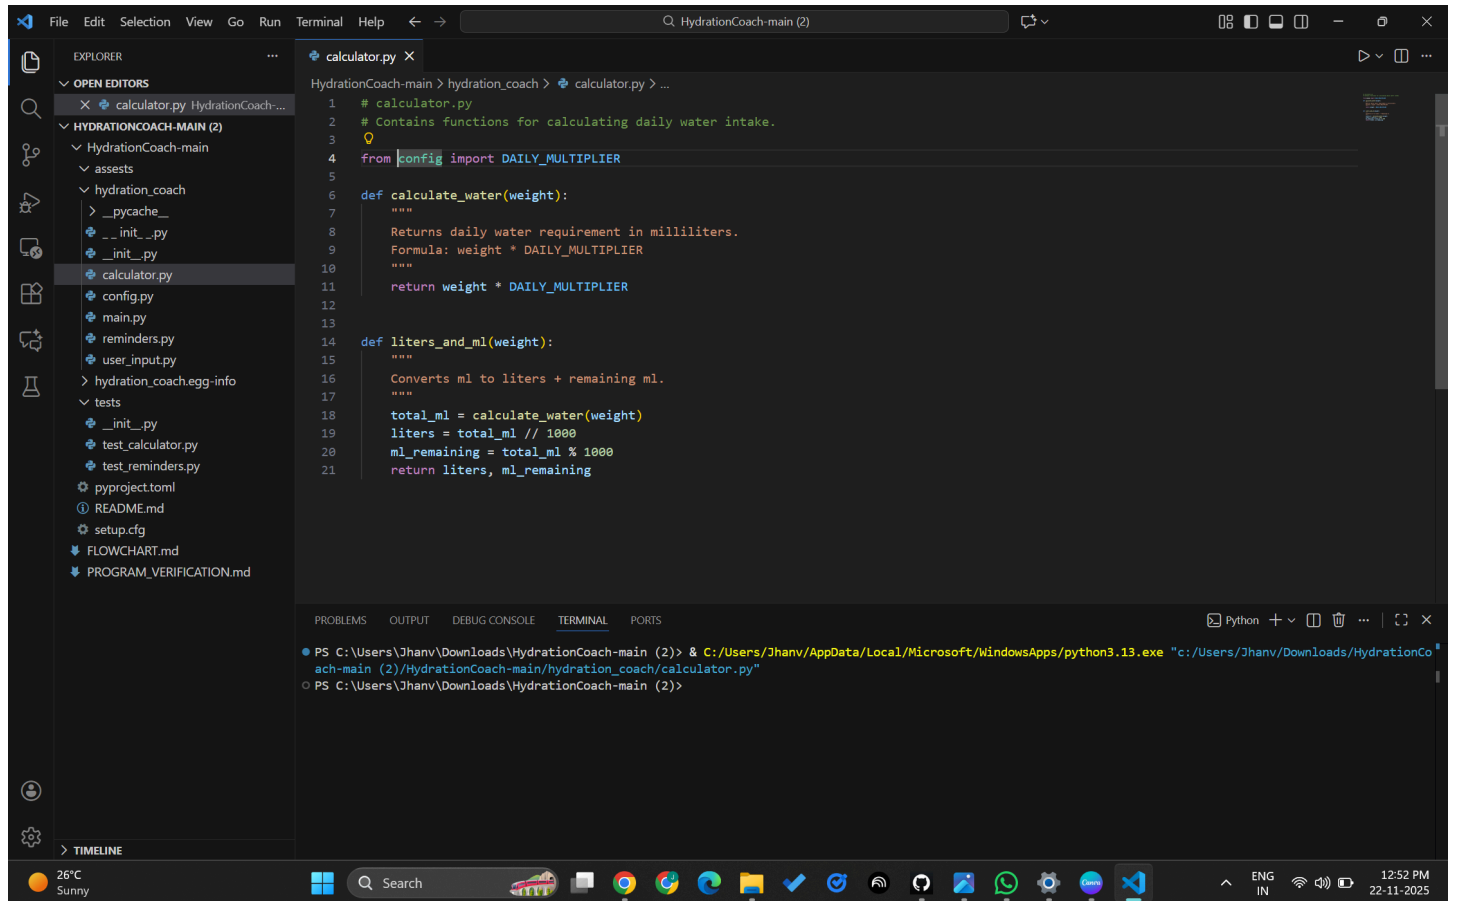 File Edit Selection View Go Run Terminal Help
HydrationCoach-main (2)
EXPLORER
OPEN EDITORS
calculator.py HydrationCoach-...
HYDRATIONCOACH-MAIN (2)
HydrationCoach-main
assests
hydration_coach
__pycache__
_ _ init_ _.py
__init__.py
calculator.py
config.py
main.py
reminders.py
user_input.py
hydration_coach.egg-info
tests
__init__.py
test_calculator.py
test_reminders.py
pyproject.toml
README.md
setup.cfg
FLOWCHART.md
PROGRAM_VERIFICATION.md
TIMELINE
calculator.py
HydrationCoach-main > hydration_coach > calculator.py > ...
1 # calculator.py
2 # Contains functions for calculating daily water intake.
3
4 from config import DAILY_MULTIPLIER
5
6 def calculate_water(weight):
7 """
8 Returns daily water requirement in milliliters.
9 Formula: weight * DAILY_MULTIPLIER
10 """
11 return weight * DAILY_MULTIPLIER
12
13
14 def liters_and_ml(weight):
15 """
16 Converts ml to liters + remaining ml.
17 """
18 total_ml = calculate_water(weight)
19 liters = total_ml // 1000
20 ml_remaining = total_ml % 1000
21 return liters, ml_remaining
PROBLEMS OUTPUT DEBUG CONSOLE TERMINAL PORTS
Python
PS C:\Users\Jhanv\Downloads\HydrationCoach-main (2)> & C:/Users/Jhanv/AppData/Local/Microsoft/WindowsApps/python3.13.exe "c:/Users/Jhanv/Downloads/HydrationCo
ach-main (2)/HydrationCoach-main/hydration_coach/calculator.py"
PS C:\Users\Jhanv\Downloads\HydrationCoach-main (2)>
26°C
Sunny
Search
Canva
ENG
IN
12:52 PM
22-11-2025